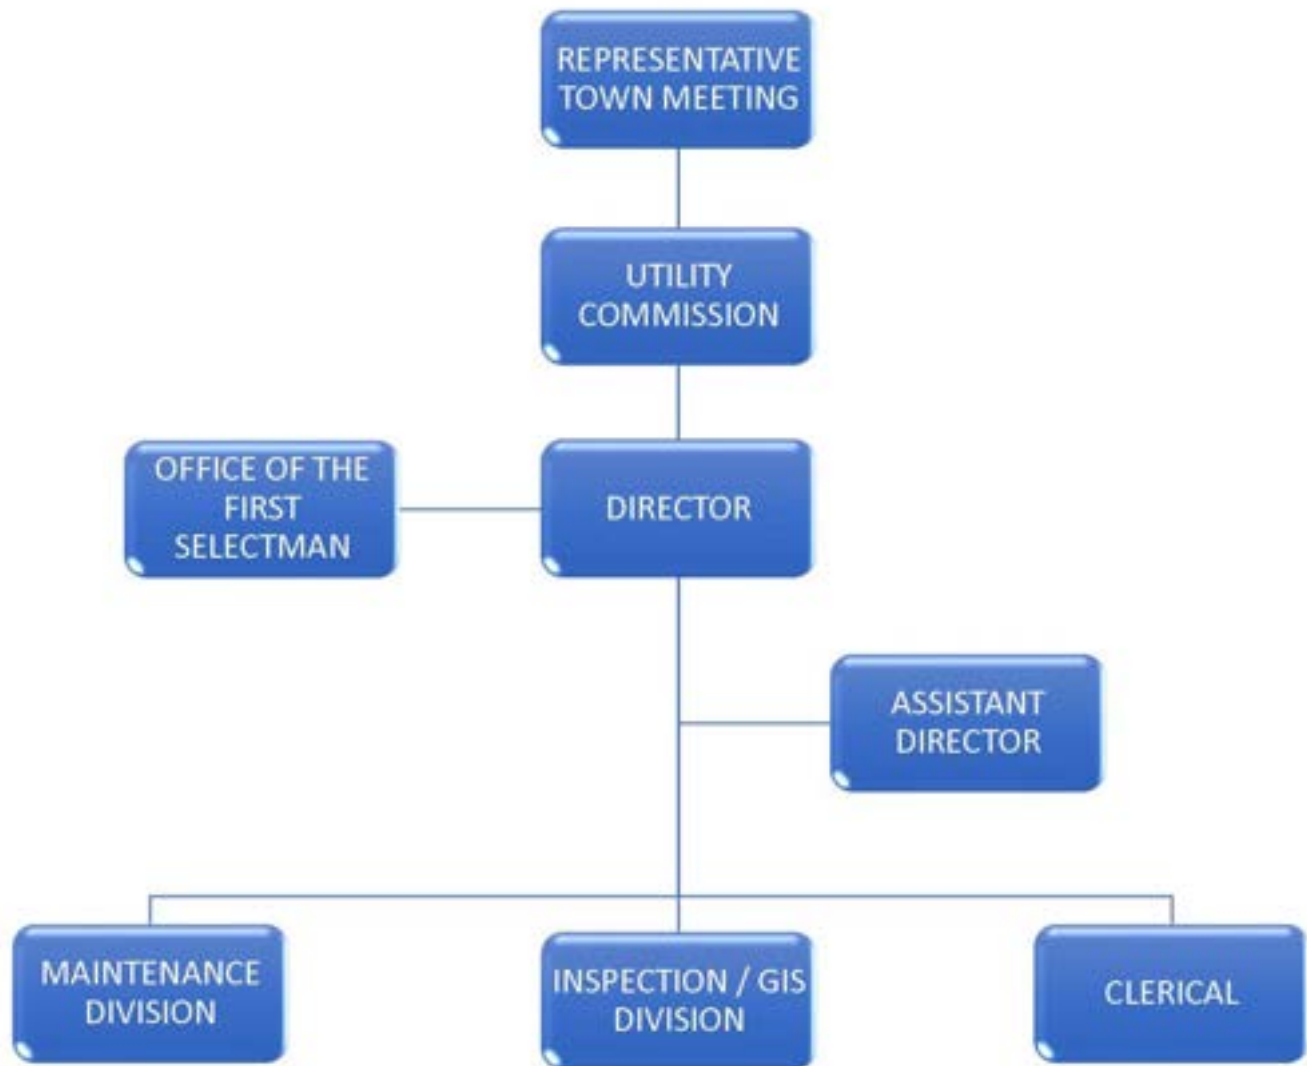 REPRESENTATIVE
TOWN MEETING
UTILITY
COMMISSION
OFFICE OF THE
FIRST
SELECTMAN
DIRECTOR
ASSISTANT
DIRECTOR
MAINTENANCE
DIVISION
INSPECTION / GIS
DIVISION
CLERICAL